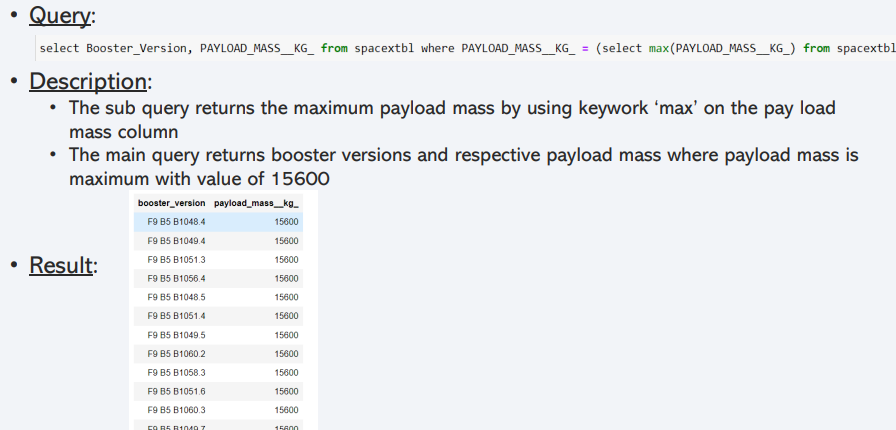 • Query:
select Booster_Version, PAYLOAD_MASS__KG_ from spacextbl where PAYLOAD_MASS__KG_ = (select max(PAYLOAD_MASS__KG_) from spacextbl
• Description:
• The sub query returns the maximum payload mass by using keywork ‘max’ on the pay load
mass column
• The main query returns booster versions and respective payload mass where payload mass is
maximum with value of 15600
• Result:
booster_version payload_mass__kg_
F9 B5 B1048.4 15600
F9 B5 B1049.4 15600
F9 B5 B1051.3 15600
F9 B5 B1056.4 15600
F9 B5 B1048.5 15600
F9 B5 B1051.4 15600
F9 B5 B1049.5 15600
F9 B5 B1060.2 15600
F9 B5 B1058.3 15600
F9 B5 B1051.6 15600
F9 B5 B1060.3 15600
F9 B5 B1049.7 15600